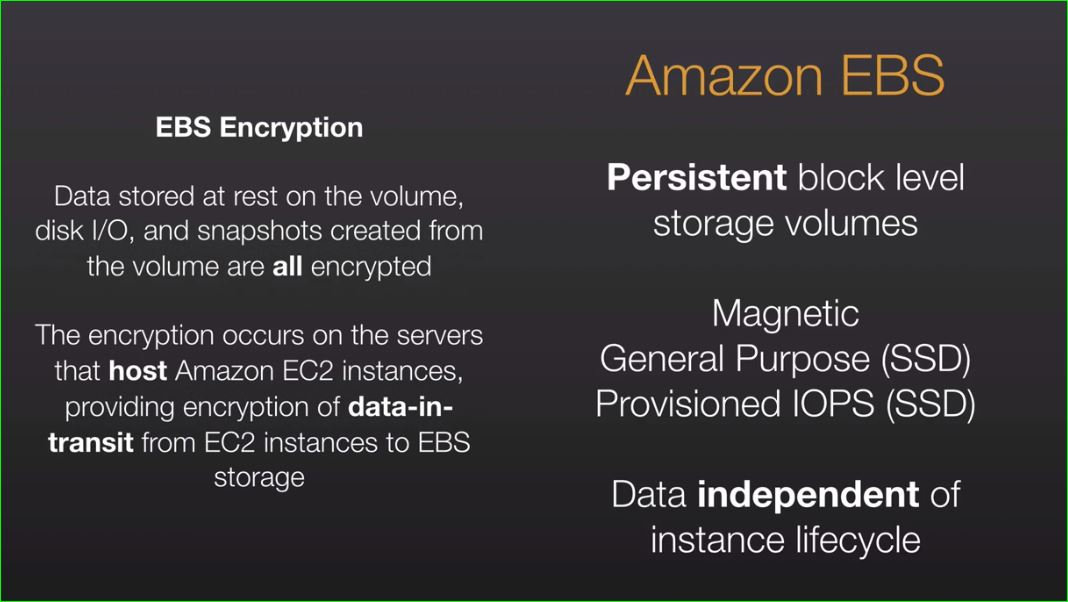 EBS Encryption
Data stored at rest on the volume,
disk I/O, and snapshots created from
the volume are all encrypted
The encryption occurs on the servers
that host Amazon EC2 instances,
providing encryption of data-in-
transit from EC2 instances to EBS
storage
Amazon EBS
Persistent block level
storage volumes
Magnetic
General Purpose (SSD)
Provisioned IOPS (SSD)
Data independent of
instance lifecycle